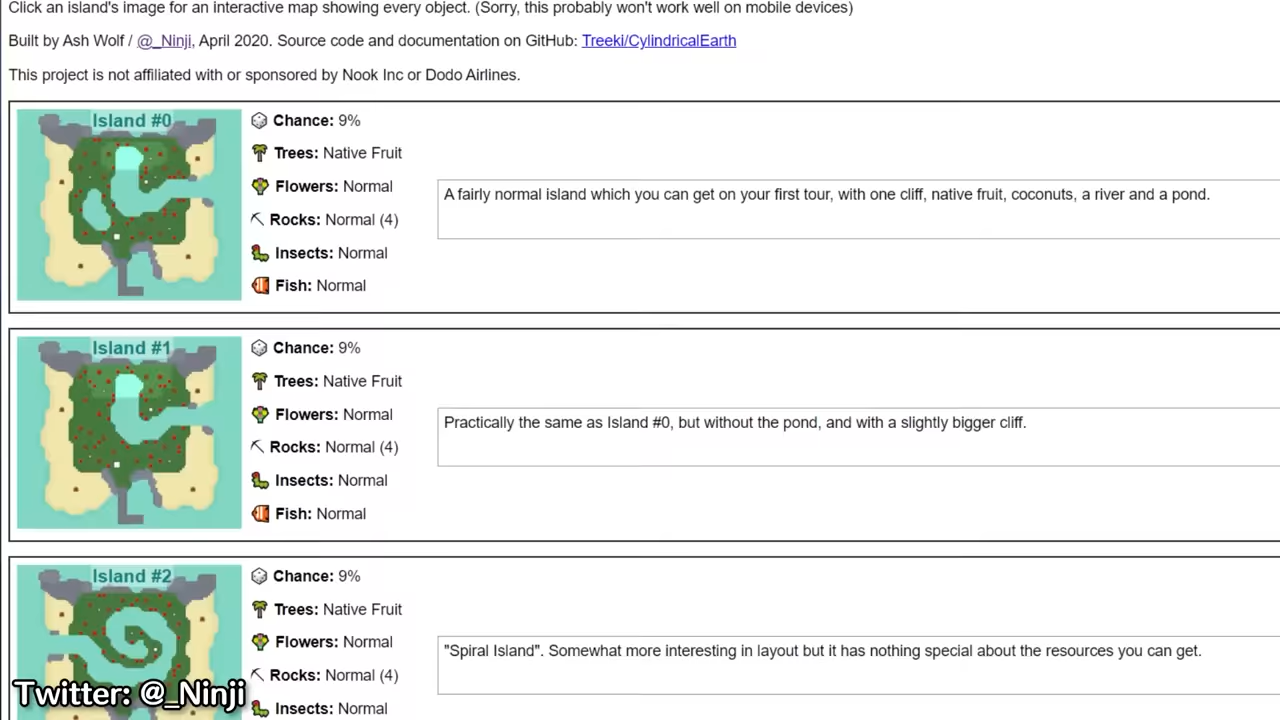 Click an island's image for an interactive map showing every object. (Sorry, this probably won't work well on mobile devices)
Built by Ash Wolf / @_Ninji, April 2020. Source code and documentation on GitHub: Treeki/CylindricalEarth
This project is not affiliated with or sponsored by Nook Inc or Dodo Airlines.
Island #0
Chance: 9%
Trees: Native Fruit
Flowers: Normal
Rocks: Normal (4)
Insects: Normal
Fish: Normal
A fairly normal island which you can get on your first tour, with one cliff, native fruit, coconuts, a river and a pond.
Island #1
Chance: 9%
Trees: Native Fruit
Flowers: Normal
Rocks: Normal (4)
Insects: Normal
Fish: Normal
Practically the same as Island #0, but without the pond, and with a slightly bigger cliff.
Island #2
Chance: 9%
Trees: Native Fruit
Flowers: Normal
Rocks: Normal (4)
Insects: Normal
"Spiral Island". Somewhat more interesting in layout but it has nothing special about the resources you can get.
Twitter: @_Ninji